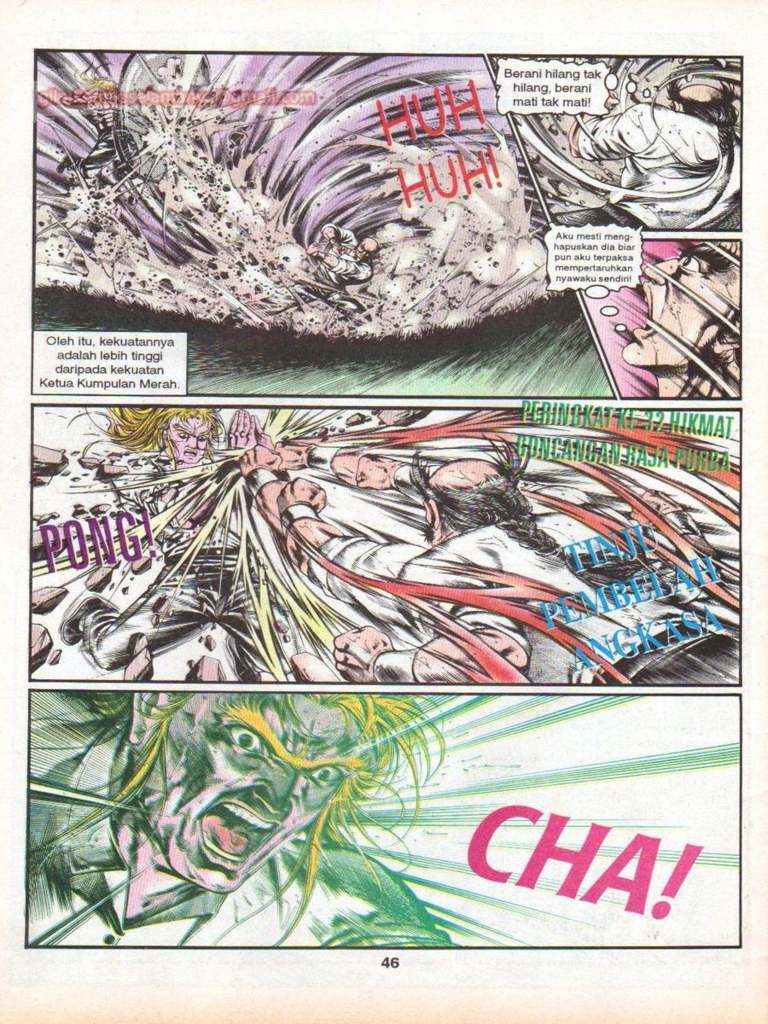 HUH
HUH!
Berani hilang tak
hilang, berani
mati tak mati!
Aku mesti meng-
hapuskan dia biar
pun aku terpaksa
mempertaruhkan
nyawaku sendiri!
Oleh itu, kekuatannya
adalah lebih tinggi
daripada kekuatan
Ketua Kumpulan Merah.
PERINGKAT KE-32 HIKMAT
GONCANGAN RAJA PURBA
PONG!
TINJU
PEMBELAH
ANGKASA
CHA!
46